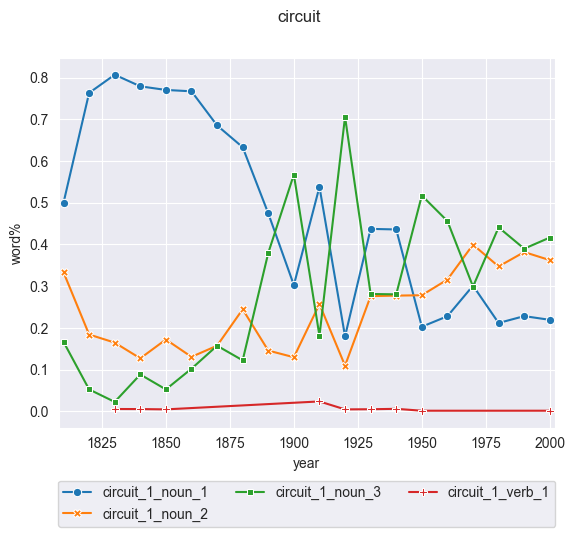 circuit
0.8
0.7
0.6
0.5
0.4
0.3
0.2
0.1
0.0
word%
1825 1850 1875 1900 1925 1950 1975 2000
year
circuit_1_noun_1 circuit_1_noun_3 circuit_1_verb_1
circuit_1_noun_2